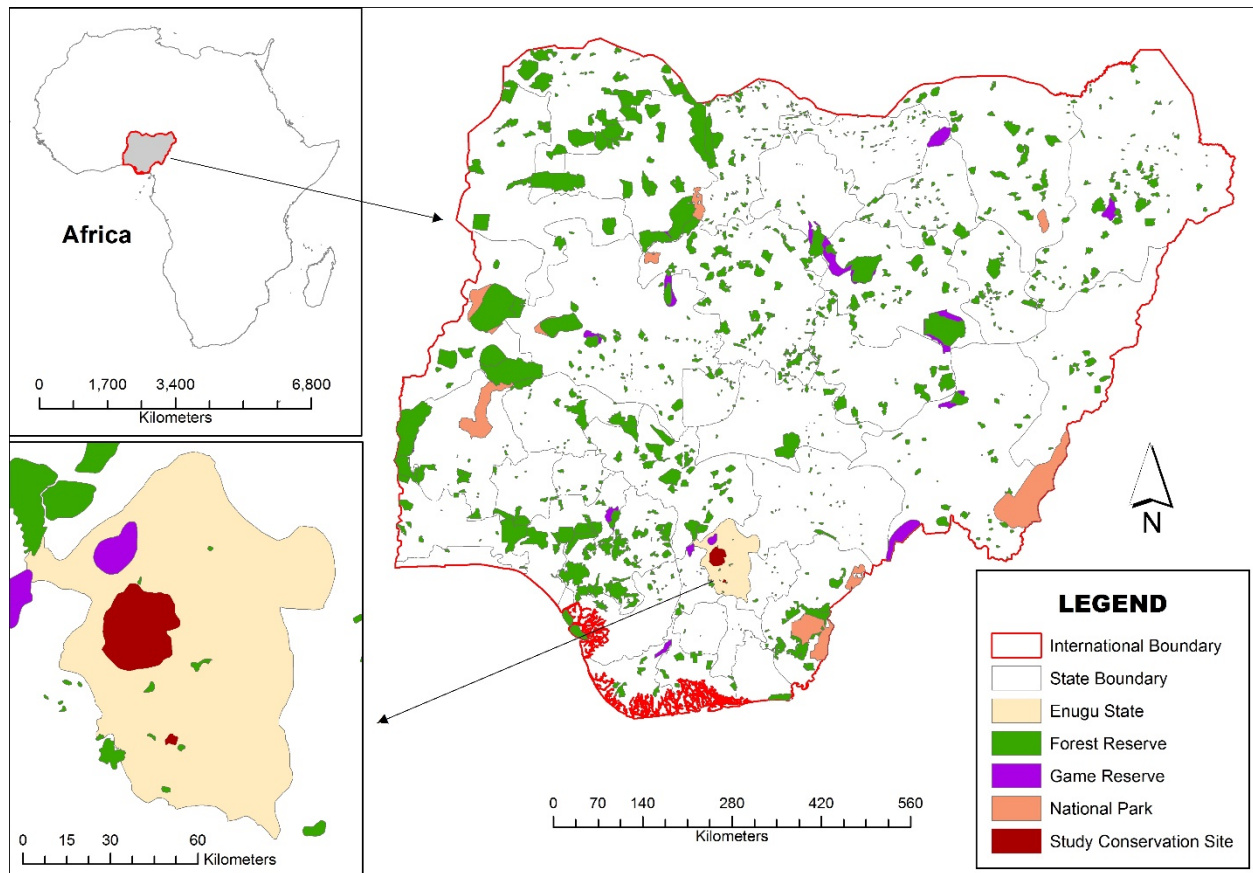 Africa
0 1,700 3,400 6,800
Kilometers
0 15 30 60
Kilometers
N
0 70 140 280 420 560
Kilometers
LEGEND
International Boundary
State Boundary
Enugu State
Forest Reserve
Game Reserve
National Park
Study Conservation Site